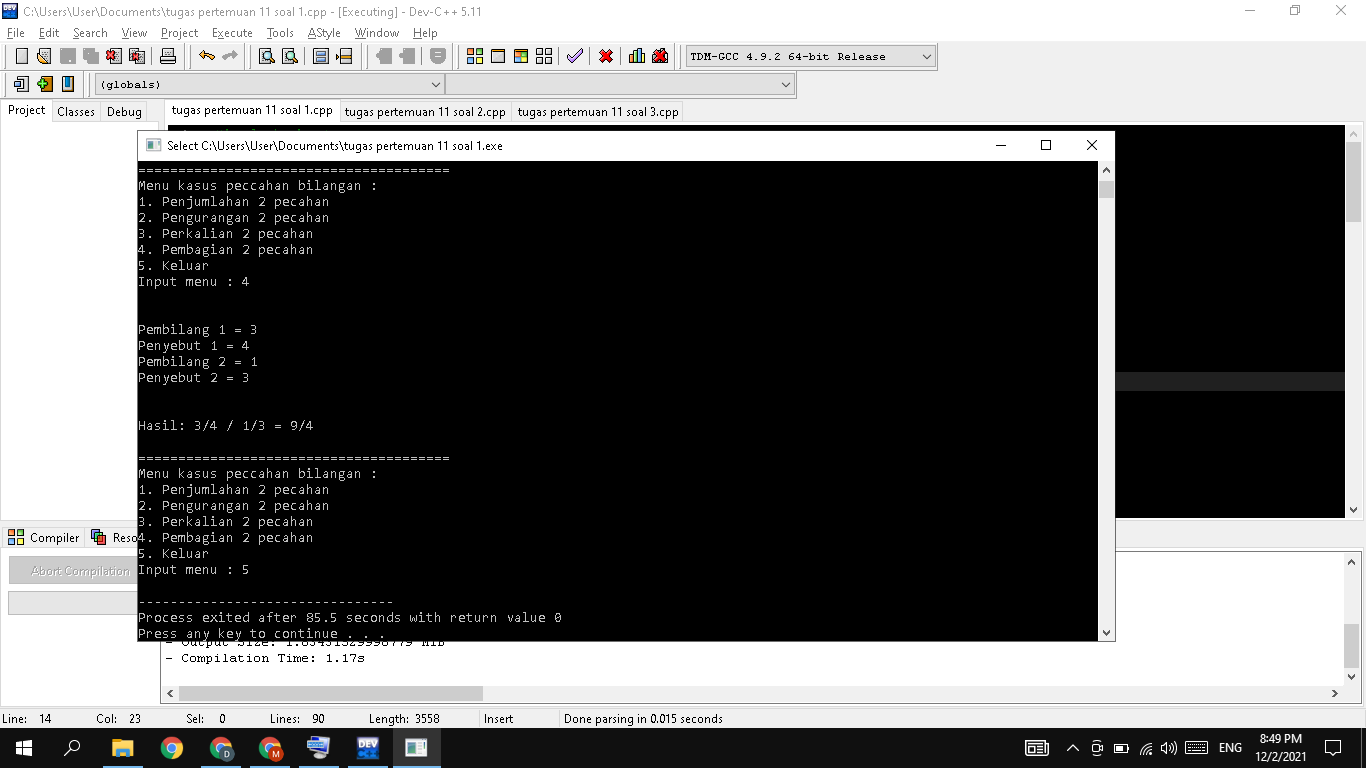 C:\Users\User\Documents\tugas pertemuan 11 soal 1.cpp - [Executing] - Dev-C++ 5.11
File Edit Search View Project Execute Tools AStyle Window Help
TDM-GCC 4.9.2 64-bit Release
(globals)
Project Classes Debug
tugas pertemuan 11 soal 1.cpp tugas pertemuan 11 soal 2.cpp tugas pertemuan 11 soal 3.cpp
Select C:\Users\User\Documents\tugas pertemuan 11 soal 1.exe
=======================================
Menu kasus peccahan bilangan :
1. Penjumlahan 2 pecahan
2. Pengurangan 2 pecahan
3. Perkalian 2 pecahan
4. Pembagian 2 pecahan
5. Keluar
Input menu : 4
Pembilang 1 = 3
Penyebut 1 = 4
Pembilang 2 = 1
Penyebut 2 = 3
Hasil: 3/4 / 1/3 = 9/4
=======================================
Menu kasus peccahan bilangan :
1. Penjumlahan 2 pecahan
2. Pengurangan 2 pecahan
3. Perkalian 2 pecahan
4. Pembagian 2 pecahan
5. Keluar
Input menu : 5
--------------------------------
Process exited after 85.5 seconds with return value 0
Press any key to continue . . .
Compiler Reso
Abort Compilation
- Output Size: MiB
- Compilation Time: 1.17s
Line: 14 Col: 23 Sel: 0 Lines: 90 Length: 3558 Insert Done parsing in 0.015 seconds
DEV
D
M
ENG
8:49 PM
12/2/2021